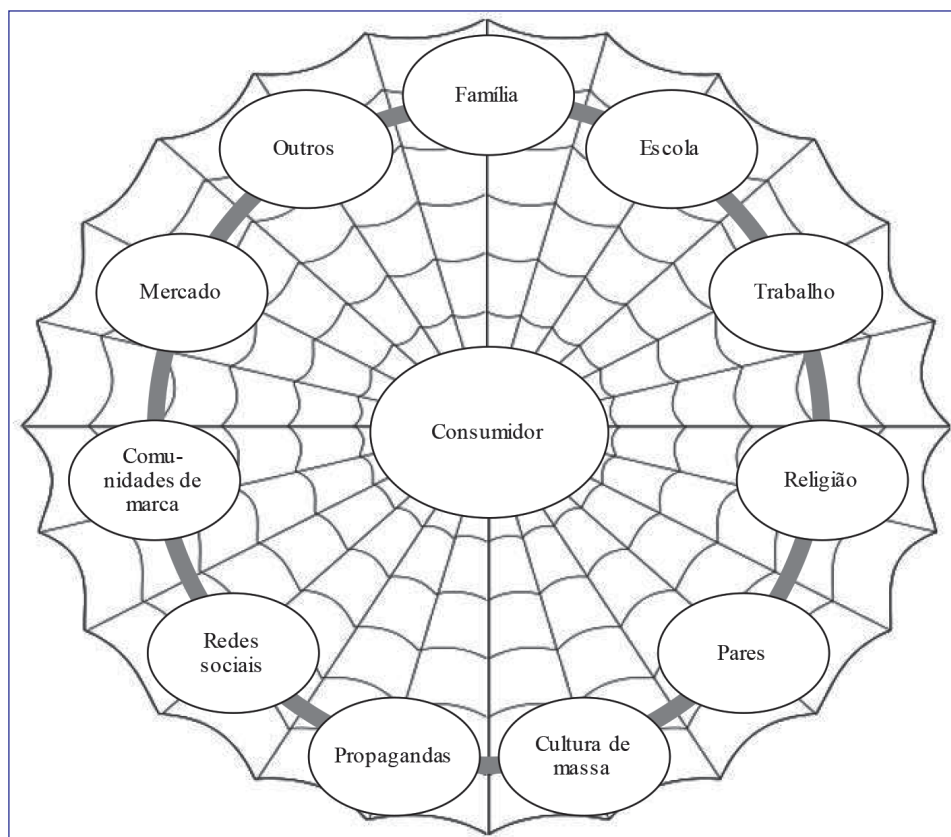 Família
Escola
Trabalho
Religião
Pares
Cultura de
massa
Propagandas
Redes
sociais
Comu-
nidades de
marca
Mercado
Outros
Consumidor